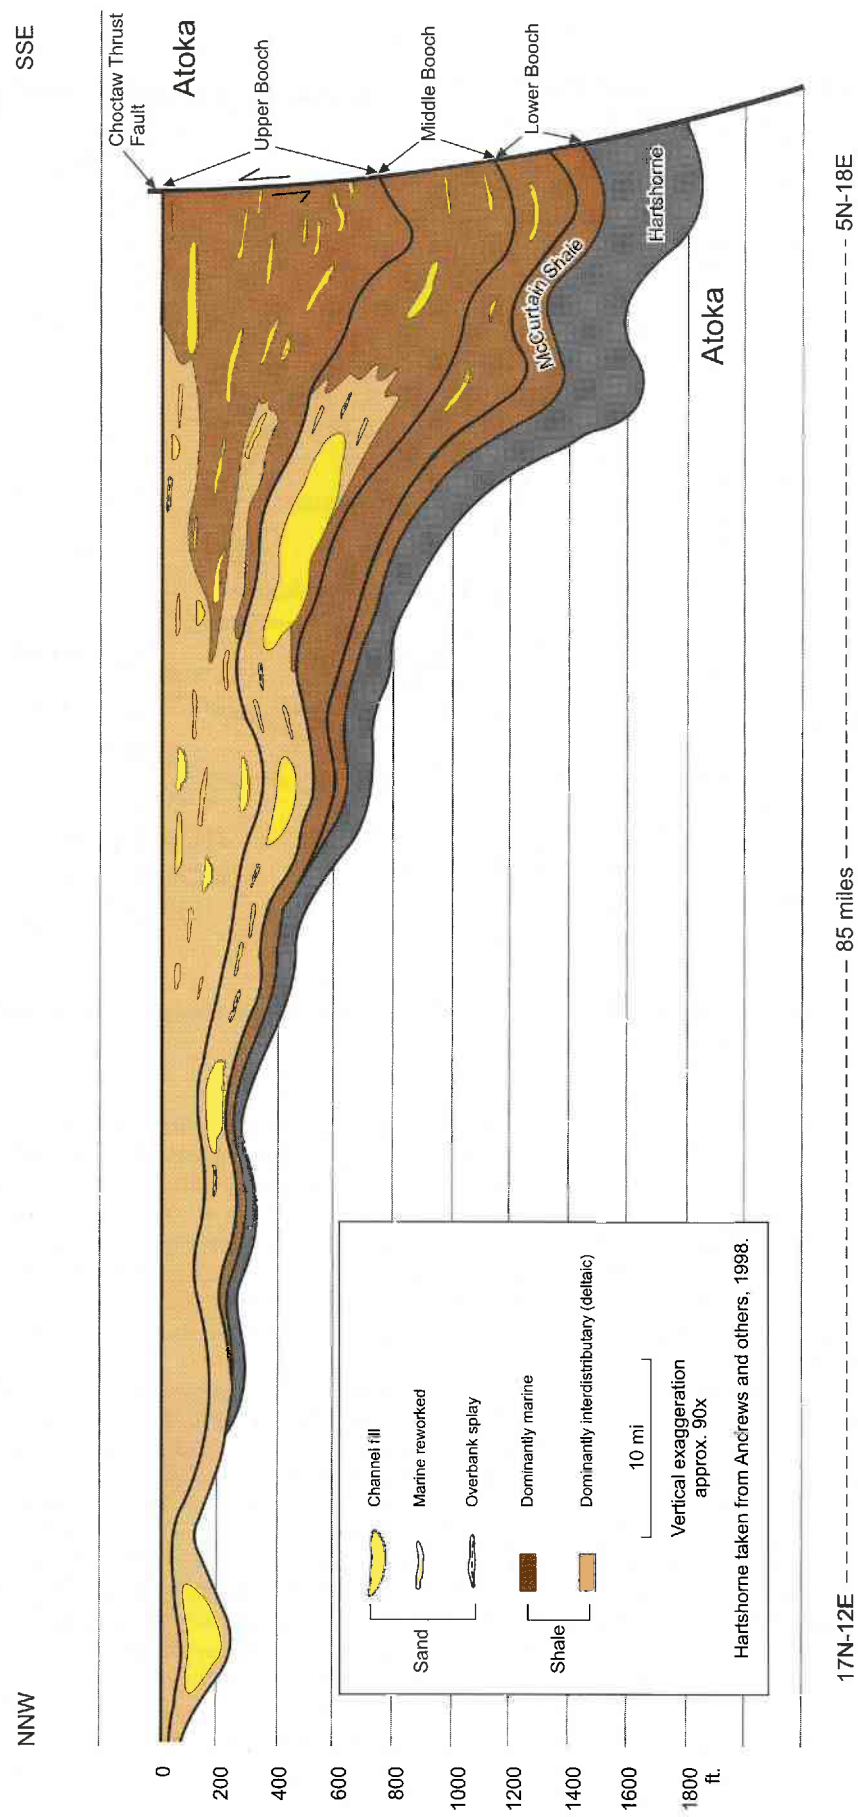 NNW
SSE
Choctaw Thrust
Fault
Atoka
Upper Booch
Middle Booch
Lower Booch
Hartshorne
McCurtain Shale
Atoka
0
200
400
600
800
1000
1200
1400
1600
1800
ft.
Sand
Channel fill
Marine reworked
Overbank splay
Shale
Dominantly marine
Dominantly interdistributary (deltaic)
10 mi
Vertical exaggeration
approx. 90x
Hartshorne taken from Andrews and others, 1998.
17N-12E ---- 85 miles ---- 5N-18E